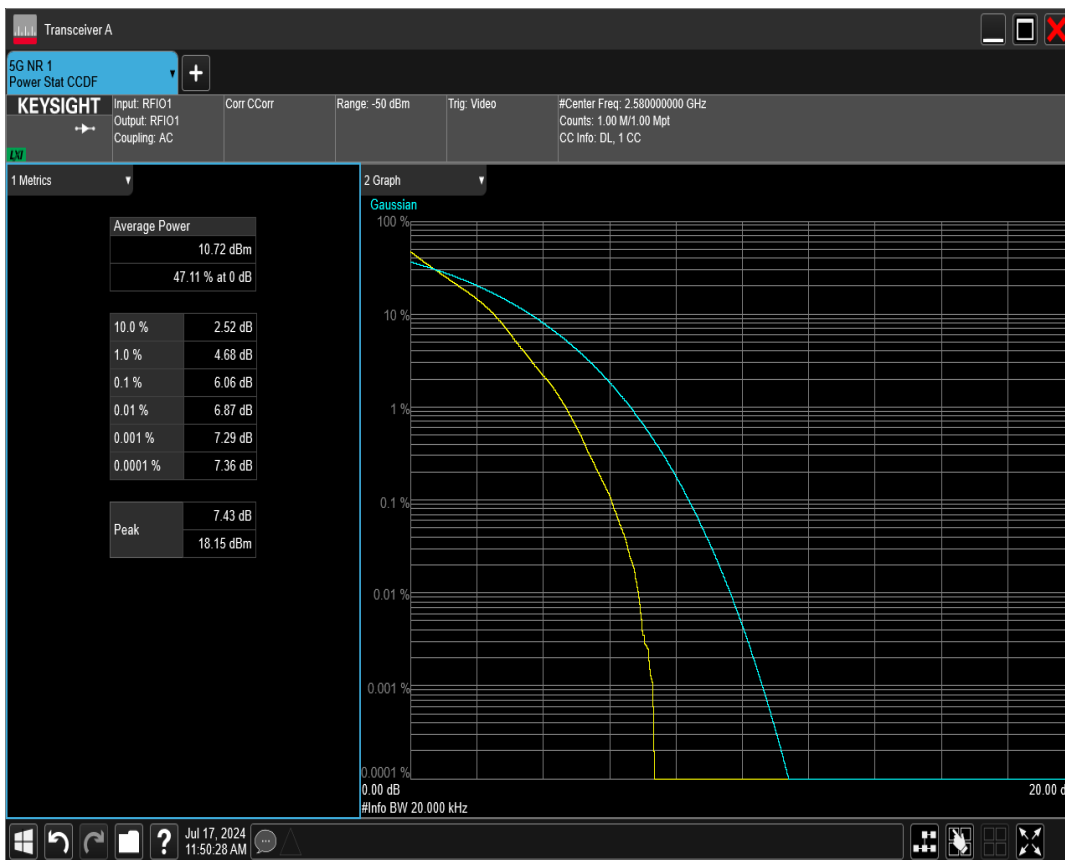 Transceiver A
5G NR 1
Power Stat CCDF
KEYSIGHT
LXI
Input: RFIO1
Output: RFIO1
Coupling: AC
Corr CCorr
Range: -50 dBm
Trig: Video
#Center Freq: 2.580000000 GHz
Counts: 1.00 M/1.00 Mpt
CC Info: DL, 1 CC
1 Metrics
Average Power
10.72 dBm
47.11 % at 0 dB
10.0 % 2.52 dB
1.0 % 4.68 dB
0.1 % 6.06 dB
0.01 % 6.87 dB
0.001 % 7.29 dB
0.0001 % 7.36 dB
Peak
7.43 dB
18.15 dBm
2 Graph
Gaussian
100 %
10 %
1 %
0.1 %
0.01 %
0.001 %
0.0001 %
0.00 dB 20.00 d
#Info BW 20.000 kHz
? Jul 17, 2024
11:50:28 AM